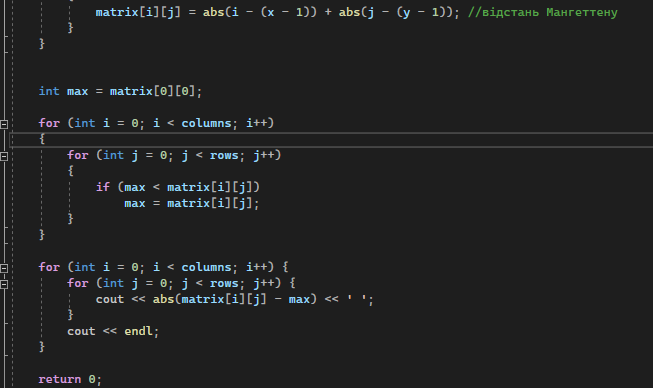 matrix[i][j] = abs(i - (x - 1)) + abs(j - (y - 1)); //відстань Мангеттену
}
}
int max = matrix[0][0];
for (int i = 0; i < columns; i++)
{
for (int j = 0; j < rows; j++)
{
if (max < matrix[i][j])
max = matrix[i][j];
}
}
for (int i = 0; i < columns; i++) {
for (int j = 0; j < rows; j++) {
cout << abs(matrix[i][j] - max) << ' ';
}
cout << endl;
}
return 0;